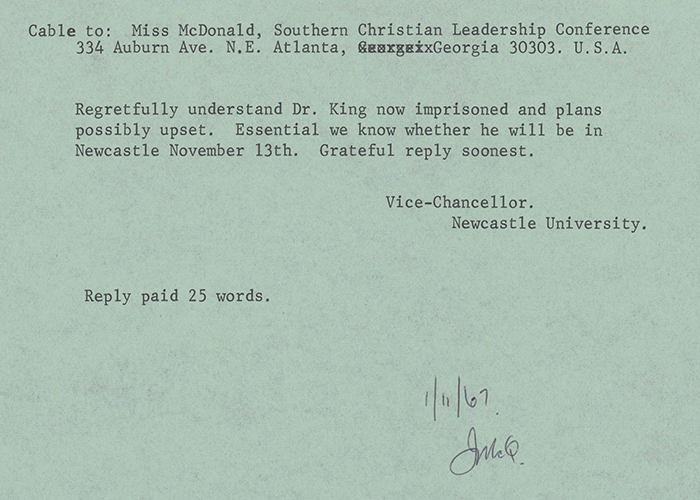 Cable to: Miss McDonald, Southern Christian Leadership Conference
334 Auburn Ave. N.E. Atlanta, Georgia 30303. U.S.A.
Regretfully understand Dr. King now imprisoned and plans
possibly upset. Essential we know whether he will be in
Newcastle November 13th. Grateful reply soonest.
Vice-Chancellor.
Newcastle University.
Reply paid 25 words.
1/11/67.